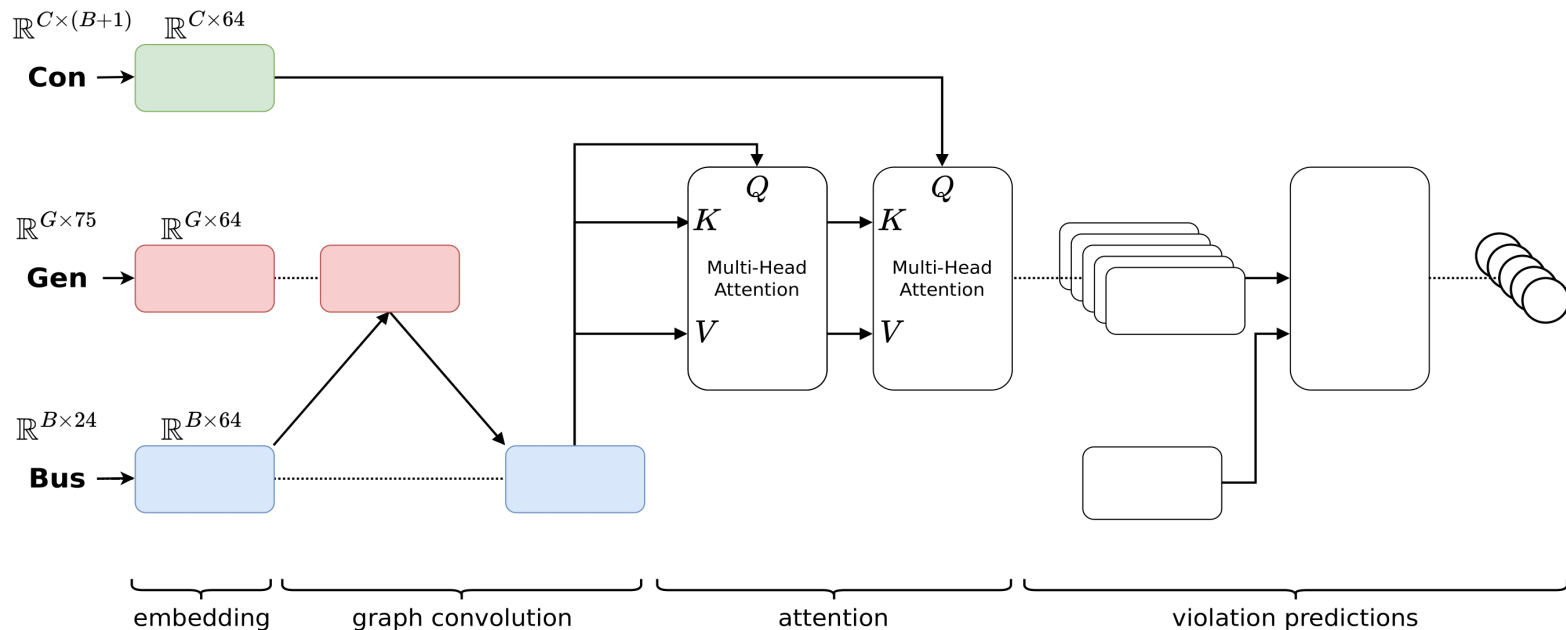 ℝ^{C×(B+1)} ℝ^{C×64}
Con
Q Q
ℝ^{G×75} ℝ^{G×64}
K K
Gen
Multi-Head Attention
Multi-Head Attention
V V
ℝ^{B×24} ℝ^{B×64}
Bus
embedding graph convolution attention violation predictions